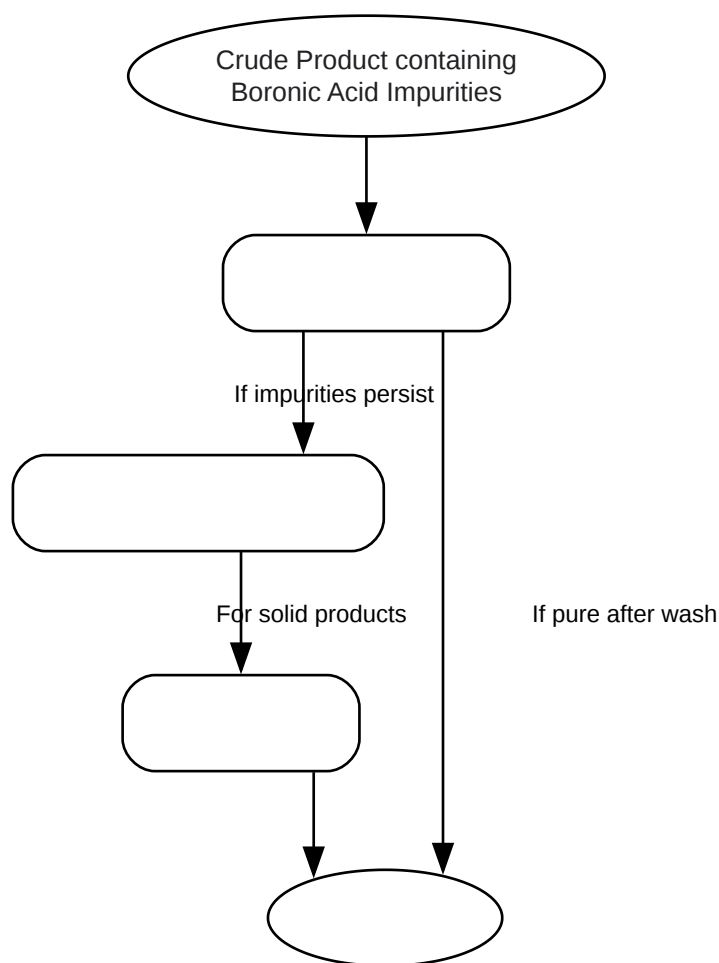 Crude Product containing
Boronic Acid Impurities
If impurities persist
For solid products
If pure after wash